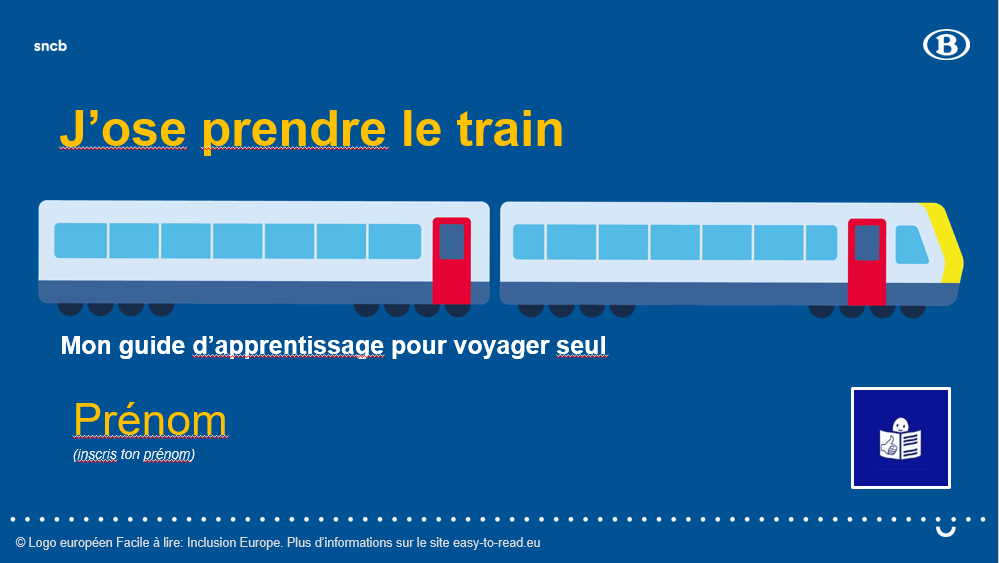 sncb
B
J’ose prendre le train
Mon guide d’apprentissage pour voyager seul
Prénom
(inscris ton prénom)
© Logo européen Facile à lire: Inclusion Europe. Plus d’informations sur le site easy-to-read.eu